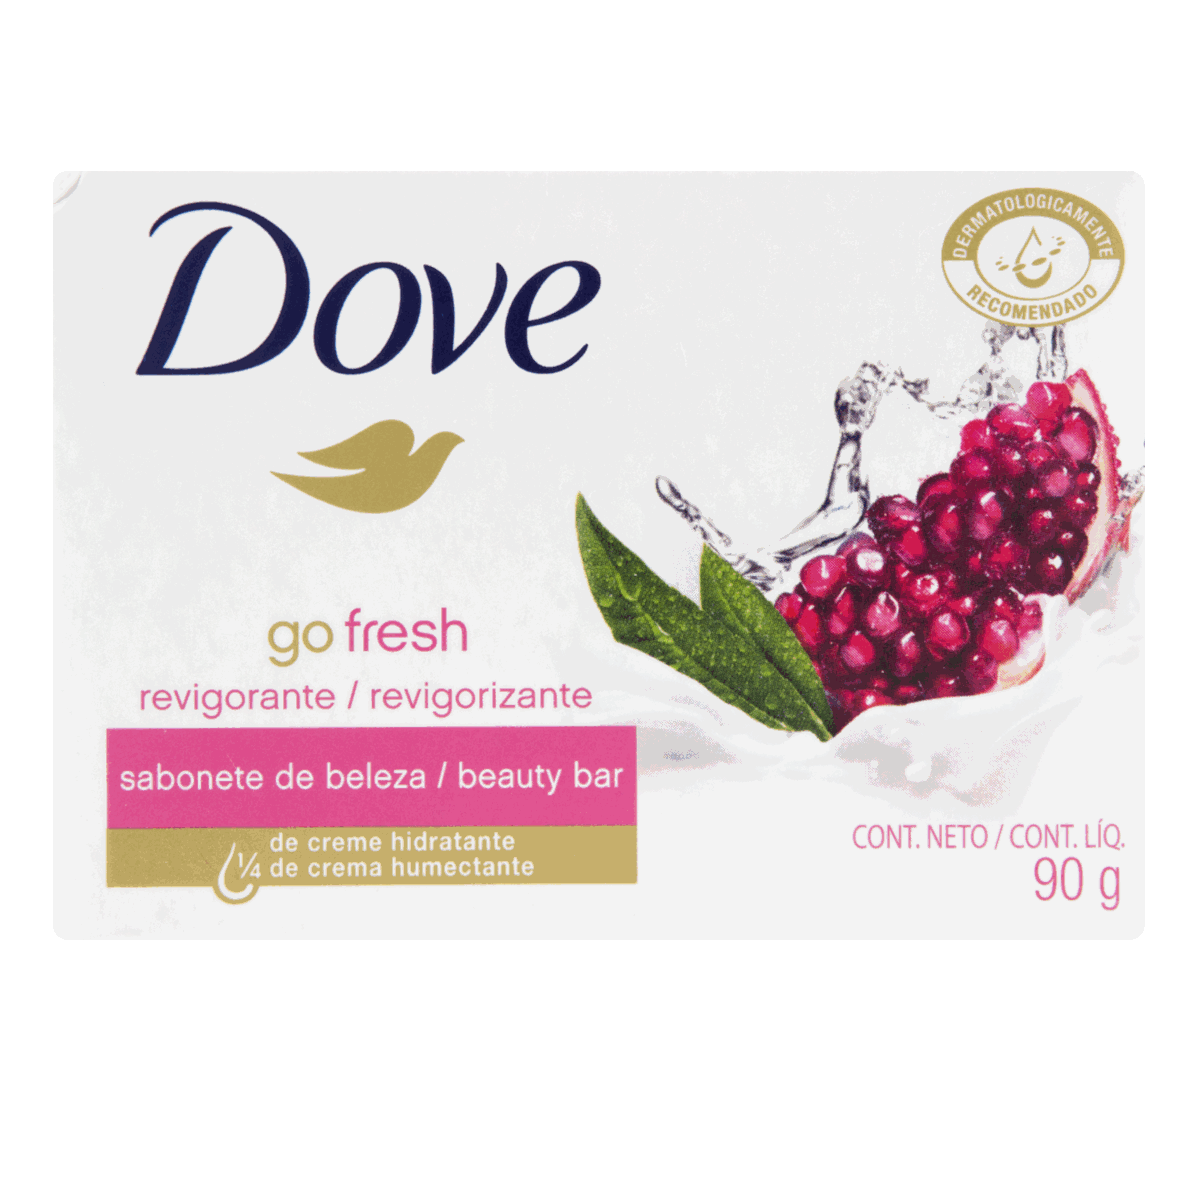 Dove
DERMATOLOGICAMENTE
RECOMENDADO
go fresh
revigorante / revigorizante
sabonete de beleza / beauty bar
1/4
de creme hidratante
de crema humectante
CONT. NETO / CONT. LÍQ.
90 g